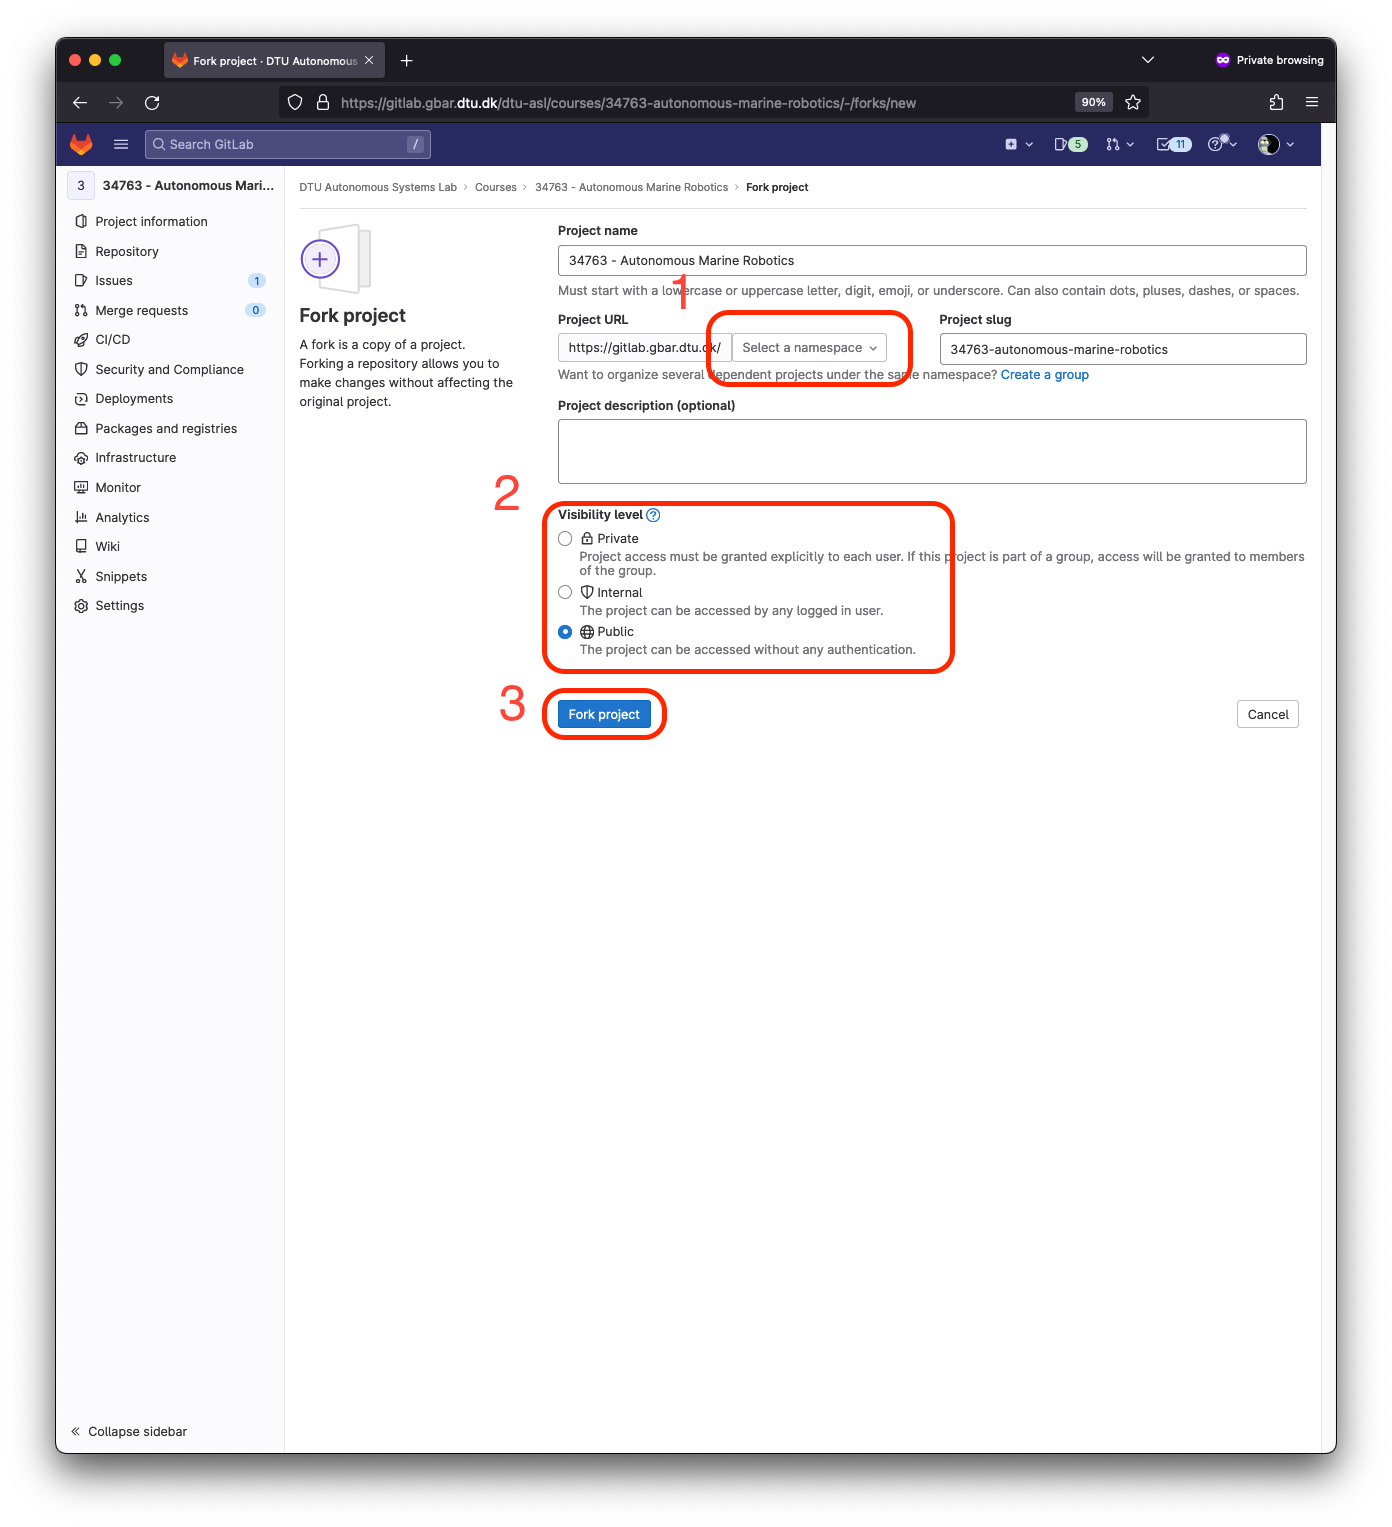 Fork project · DTU Autonomous
Private browsing
https://gitlab.gbar.dtu.dk/dtu-asl/courses/34763-autonomous-marine-robotics/-/forks/new
90%
Search GitLab
/
5
11
3
34763 - Autonomous Mari...
Project information
Repository
Issues
1
Merge requests
0
CI/CD
Security and Compliance
Deployments
Packages and registries
Infrastructure
Monitor
Analytics
Wiki
Snippets
Settings
Collapse sidebar
DTU Autonomous Systems Lab › Courses › 34763 - Autonomous Marine Robotics › Fork project
Fork project
A fork is a copy of a project.
Forking a repository allows you to
make changes without affecting the
original project.
Project name
34763 - Autonomous Marine Robotics
Must start with a lowercase or uppercase letter, digit, emoji, or underscore. Can also contain dots, pluses, dashes, or spaces.
1
Project URL
https://gitlab.gbar.dtu.dk/
Select a namespace
Project slug
34763-autonomous-marine-robotics
Want to organize several dependent projects under the same namespace? Create a group
Project description (optional)
2
Visibility level
Private
Project access must be granted explicitly to each user. If this project is part of a group, access will be granted to members
of the group.
Internal
The project can be accessed by any logged in user.
Public
The project can be accessed without any authentication.
3
Fork project
Cancel